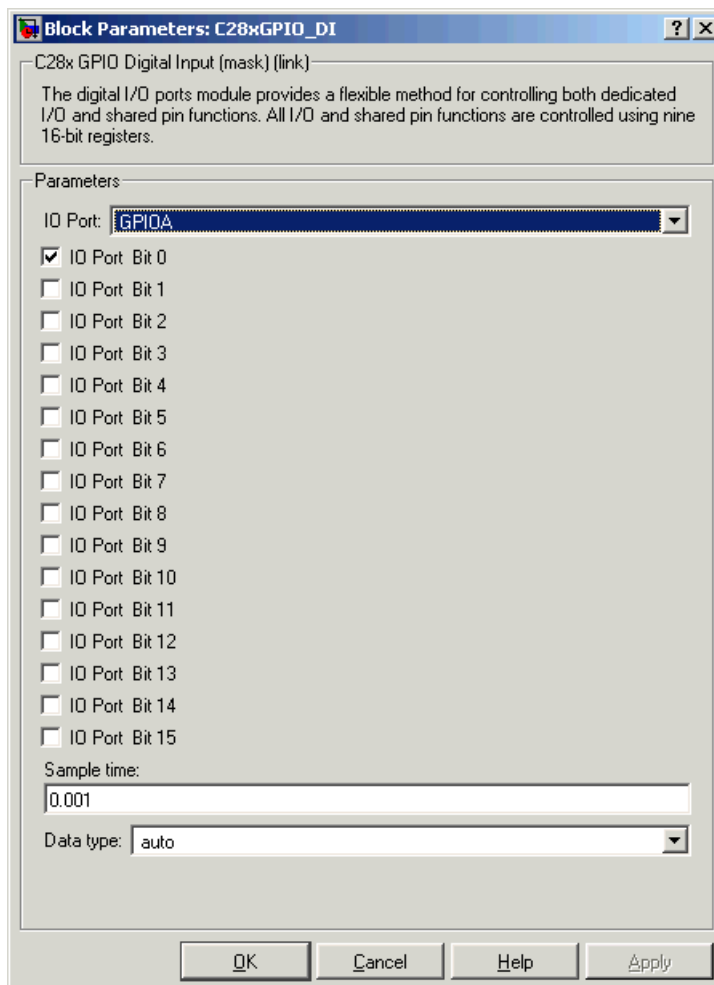 Block Parameters: C28xGPIO_DI
C28x GPIO Digital Input (mask) (link)
The digital I/O ports module provides a flexible method for controlling both dedicated
I/O and shared pin functions. All I/O and shared pin functions are controlled using nine
16-bit registers.
Parameters
IO Port: GPIOA
IO Port Bit 0
IO Port Bit 1
IO Port Bit 2
IO Port Bit 3
IO Port Bit 4
IO Port Bit 5
IO Port Bit 6
IO Port Bit 7
IO Port Bit 8
IO Port Bit 9
IO Port Bit 10
IO Port Bit 11
IO Port Bit 12
IO Port Bit 13
IO Port Bit 14
IO Port Bit 15
Sample time:
0.001
Data type: auto
OK Cancel Help Apply